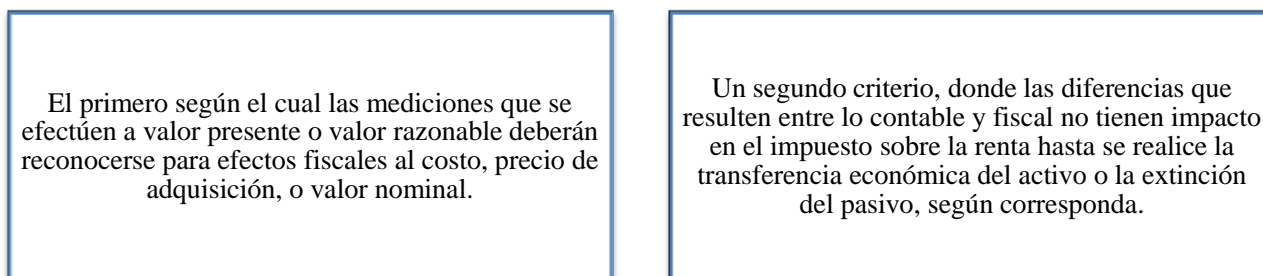 El primero según el cual las mediciones que se
efectúen a valor presente o valor razonable deberán
reconocerse para efectos fiscales al costo, precio de
adquisición, o valor nominal.
Un segundo criterio, donde las diferencias que
resulten entre lo contable y fiscal no tienen impacto
en el impuesto sobre la renta hasta se realice la
transferencia económica del activo o la extinción
del pasivo, según corresponda.